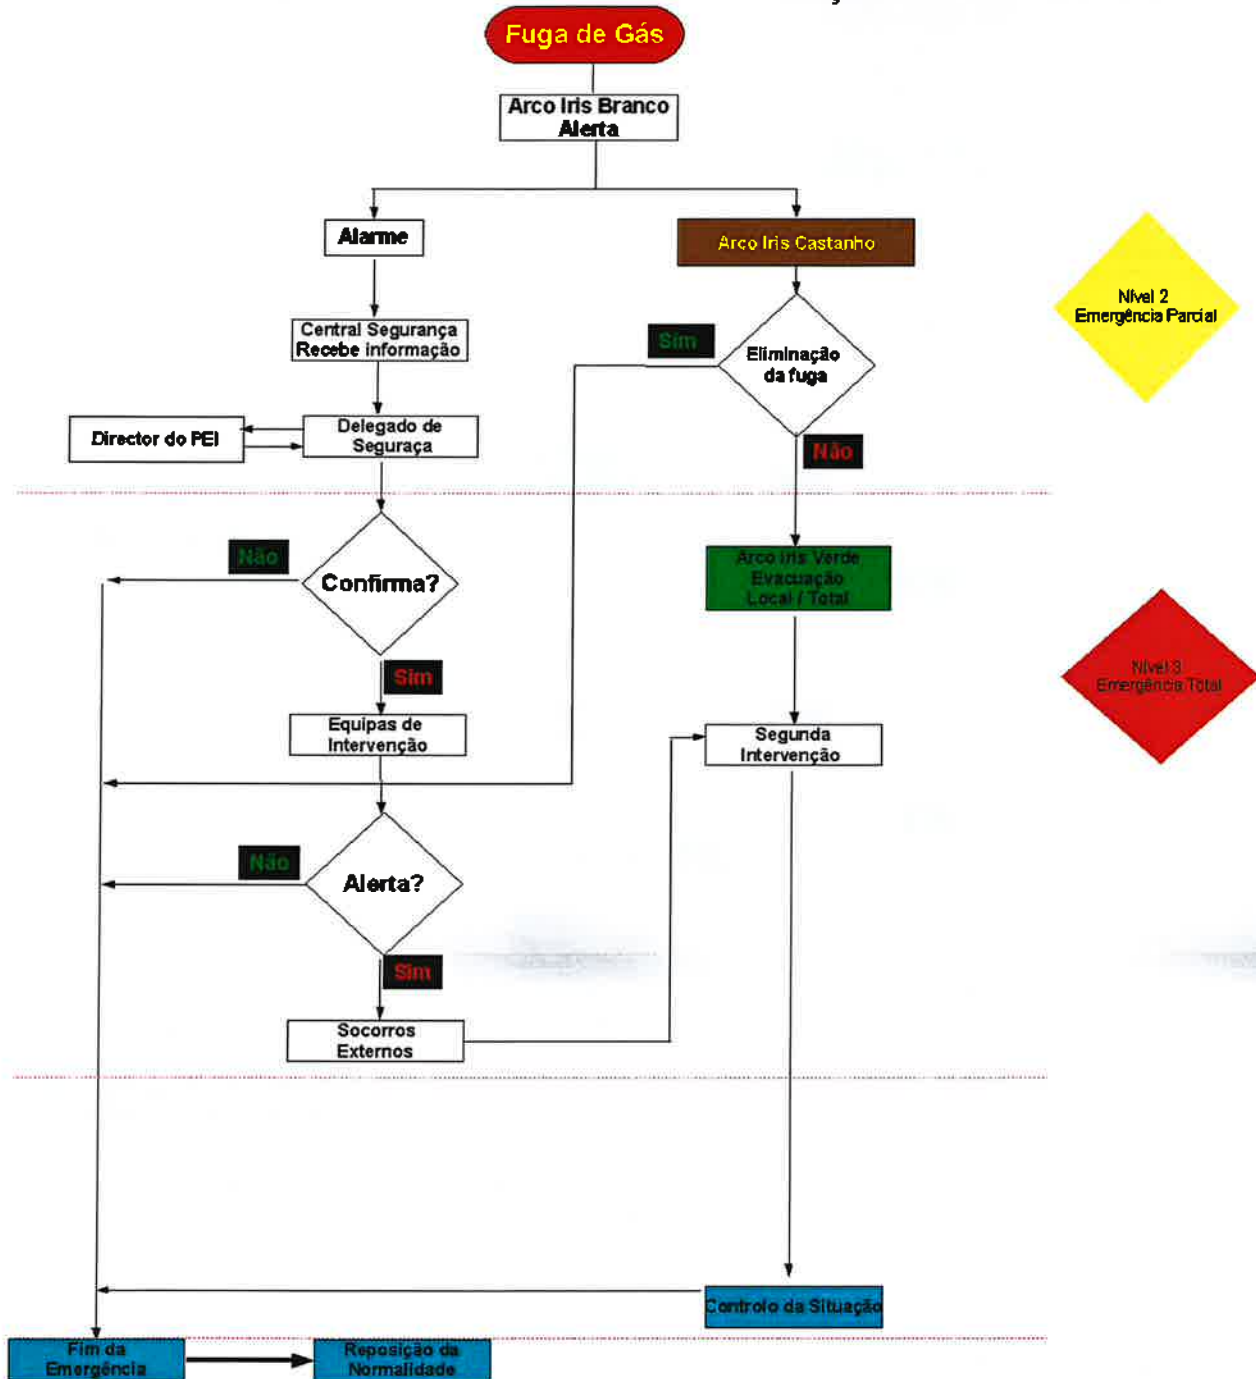 Fuga de Gás
Arco Iris Branco
Alerta
Alarme
Arco Iris Castanho
Nível 2
Emergência Parcial
Central Segurança
Recebe informação
Sim
Eliminação
da fuga
Director do PEI
Delegado de
Seguraça
Não
Não
Confirma?
Arco Iris Verde
Evacuação
Local / Total
Sim
Nível 3
Emergência Total
Equipas de
Intervenção
Segunda
Intervenção
Não
Alerta?
Sim
Socorros
Externos
Controlo da Situação
Fim da
Emergência
Reposição da
Normalidade